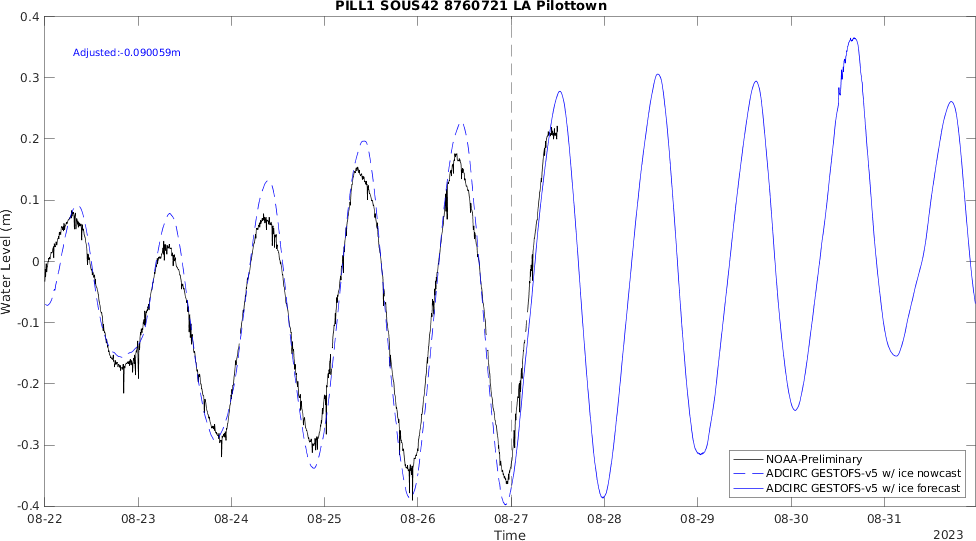 PILL1 SOUS42 8760721 LA Pilottown
Adjusted:-0.090059m
0.4
0.3
0.2
0.1
0
-0.1
-0.2
-0.3
-0.4
Water Level (m)
NOAA-Preliminary
ADCIRC GESTOFS-v5 w/ ice nowcast
ADCIRC GESTOFS-v5 w/ ice forecast
08-22 08-23 08-24 08-25 08-26 08-27 08-28 08-29 08-30 08-31
Time
2023